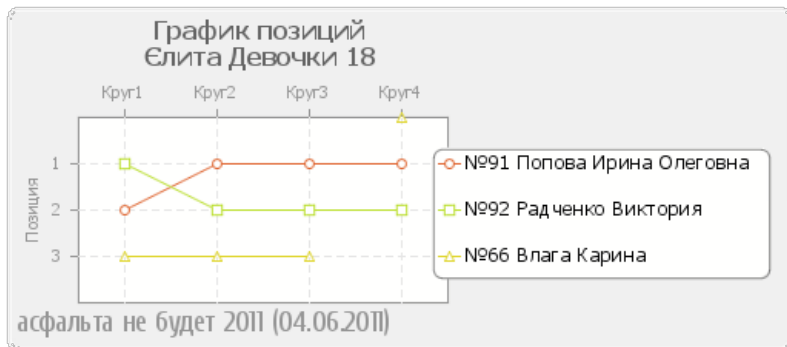 График позиций
Єлита Девочки 18
Круг1 Круг2 Круг3 Круг4
Позиция
1
2
3
№91 Попова Ирина Олеговна
№92 Радченко Виктория
№66 Влага Карина
асфальта не будет 2011 (04.06.2011)